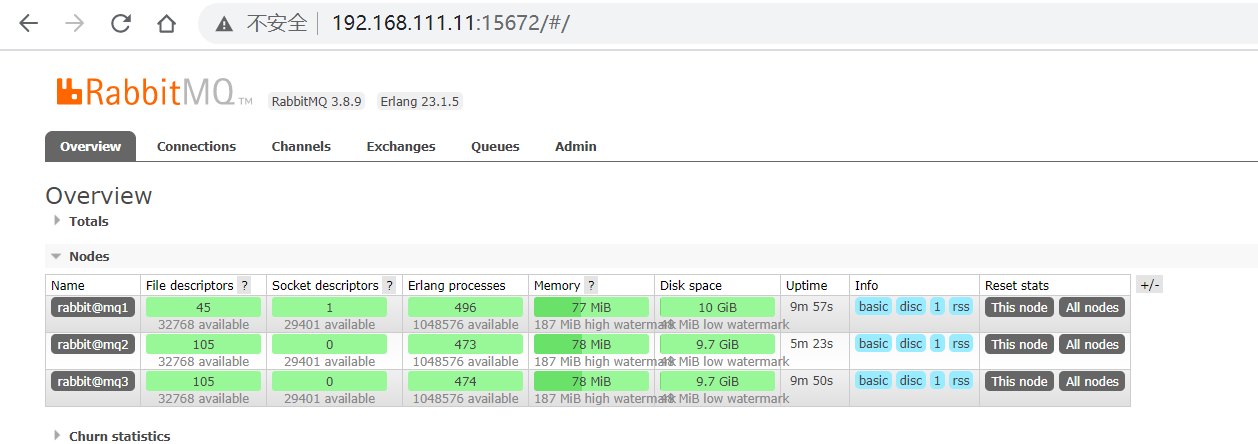 不安全 192.168.111.11:15672/#/
RabbitMQ TM RabbitMQ 3.8.9 Erlang 23.1.5
Overview Connections Channels Exchanges Queues Admin
Overview
Totals
Nodes
Name File descriptors ? Socket descriptors ? Erlang processes Memory ? Disk space Uptime Info Reset stats +/-
rabbit@mq1 45 1 496 77 MiB 10 GiB 9m 57s basic disc 1 rss This node All nodes
32768 available 29401 available 1048576 available 187 MiB high watermark 48 MiB low watermark
rabbit@mq2 105 0 473 78 MiB 9.7 GiB 5m 23s basic disc 1 rss This node All nodes
32768 available 29401 available 1048576 available 187 MiB high watermark 48 MiB low watermark
rabbit@mq3 105 0 474 78 MiB 9.7 GiB 9m 50s basic disc 1 rss This node All nodes
32768 available 29401 available 1048576 available 187 MiB high watermark 48 MiB low watermark
Churn statistics